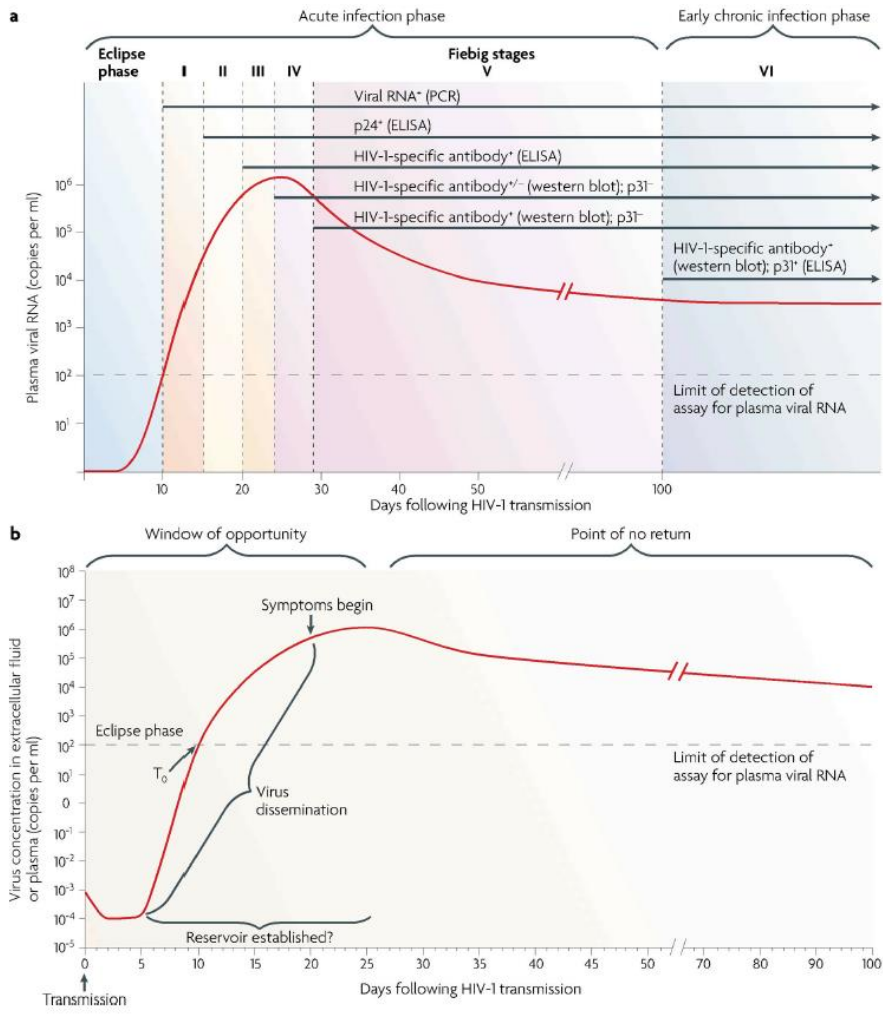 a
Acute infection phase
Early chronic infection phase
Eclipse
phase
Fiebig stages
I
II
III
IV
V
VI
Viral RNA⁺ (PCR)
p24⁺ (ELISA)
HIV-1-specific antibody⁺ (ELISA)
HIV-1-specific antibody⁺/⁻ (western blot); p31⁻
HIV-1-specific antibody⁺ (western blot); p31⁻
HIV-1-specific antibody⁺
(western blot); p31⁺ (ELISA)
Plasma viral RNA (copies per ml)
10⁶
10⁵
10⁴
10³
10²
10¹
Limit of detection of
assay for plasma viral RNA
10
20
30
40
50
100
Days following HIV-1 transmission
b
Window of opportunity
Point of no return
Virus concentration in extracellular fluid
or plasma (copies per ml)
10⁸
10⁷
10⁶
10⁵
10⁴
10³
10²
10¹
0
10⁻¹
10⁻²
10⁻³
10⁻⁴
10⁻⁵
Symptoms begin
Eclipse phase
T₀
Virus
dissemination
Limit of detection of
assay for plasma viral RNA
Reservoir established?
0
5
10
15
20
25
30
35
40
45
50
70
80
90
100
Transmission
Days following HIV-1 transmission